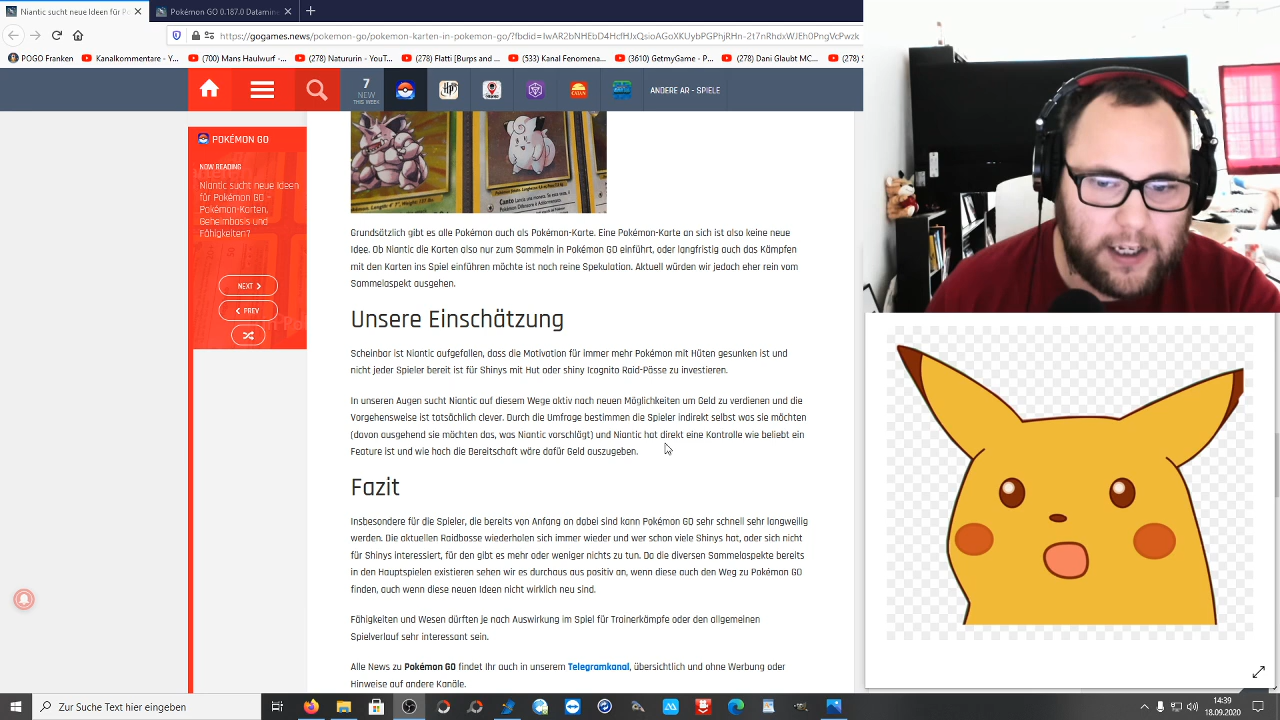 Niantic sucht neue Ideen für P
Pokémon GO 0.187.0 Datamine
https://gogames.news/pokemon-go/pokemon-karten-in-pokemon-go/?fbclid=
POGO Franken
Kanalkommentare - Y...
(700) Mans Haulwurf - ...
(278) Natururin - YouT...
(278) Flatti [Burps and ...
(533) Kanal Fenomena...
(3610) GetmyGame - P...
(278) Dani Glaubt MC...
(278) S
7
NEW
THIS WEEK
ANDERE AR - SPIELE
POKÉMON GO
NOW READING
Niantic sucht neue Ideen
für Pokémon GO –
Pokémon-Karten,
Geheimbasis und
Fähigkeiten?
NEXT
PREV
Grundsätzlich gibt es alle Pokémon auch als Pokémon-Karte. Eine Pokémon-Karte an sich ist also keine neue
Idee. Ob Niantic die Karten also nur zum Sammeln in Pokémon GO einführt, oder langfristig auch das Kämpfen
mit den Karten ins Spiel einführen möchte ist noch reine Spekulation. Aktuell würden wir jedoch eher rein vom
Sammelaspekt ausgehen.
Unsere Einschätzung
Scheinbar ist Niantic aufgefallen, dass die Motivation für immer mehr Pokémon mit Hüten gesunken ist und
nicht jeder Spieler bereit ist für Shinys mit Hut oder shiny Icognito Raid-Pässe zu investieren.
In unseren Augen sucht Niantic auf diesem Wege aktiv nach neuen Möglichkeiten um Geld zu verdienen und die
Vorgehensweise ist tatsächlich clever. Durch die Umfrage bestimmen die Spieler indirekt selbst was sie möchten
(davon ausgehend sie möchten das, was Niantic vorschlägt) und Niantic hat direkt eine Kontrolle wie beliebt ein
Feature ist und wie hoch die Bereitschaft wäre dafür Geld auszugeben.
Fazit
Insbesondere für die Spieler, die bereits von Anfang an dabei sind kann Pokémon GO sehr schnell sehr langweilig
werden. Die aktuellen Raidbosse wiederholen sich immer wieder und wer schon viele Shinys hat, oder sich nicht
für Shinys interessiert, für den gibt es mehr oder weniger nichts zu tun. Da die diversen Sammelaspekte bereits
in den Hauptspielen existieren sehen wir es durchaus aus positiv an, wenn diese auch den Weg zu Pokémon GO
finden, auch wenn diese neuen Ideen nicht wirklich neu sind.
Fähigkeiten und Wesen dürften je nach Auswirkung im Spiel für Trainerkämpfe oder den allgemeinen
Spielverlauf sehr interessant sein.
Alle News zu Pokémon GO findet Ihr auch in unserem Telegramkanal, übersichtlich und ohne Werbung oder
Hinweise auf andere Kanäle.
Zur Suche Text hier eingeben
14:39
18.09.2020